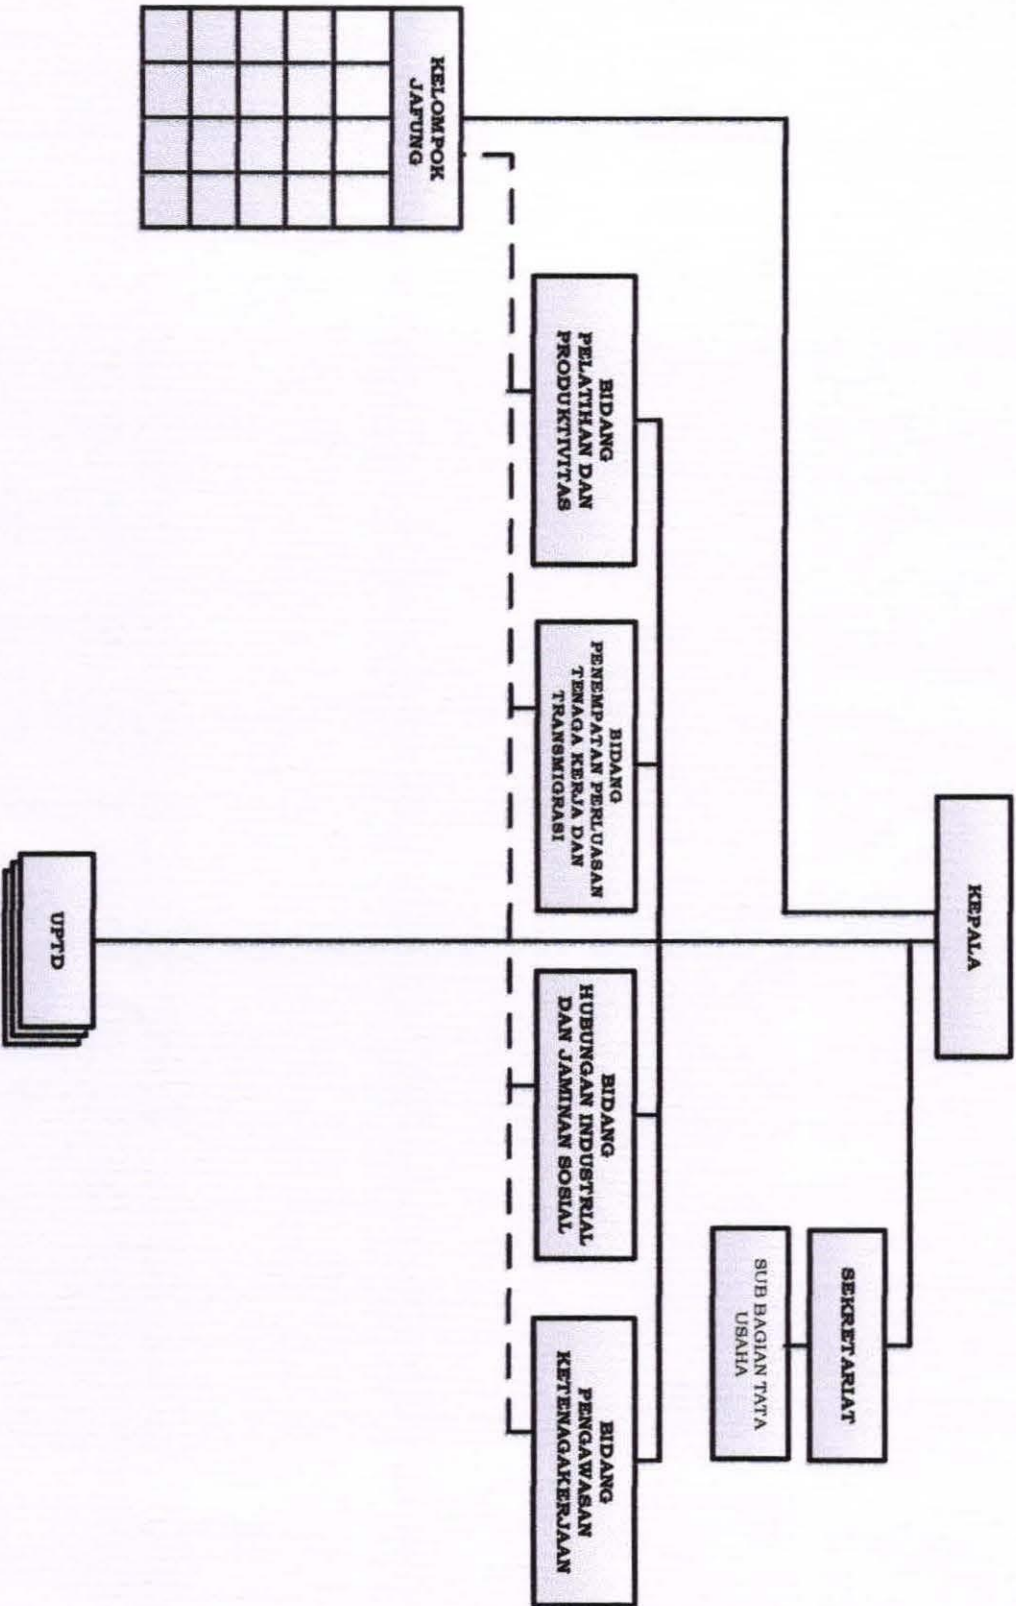 KEPALA
SEKRETARIAT
SUB BAGIAN TATA
USAHA
KELOMPOK
JAFUNG
BIDANG
PELATIHAN DAN
PRODUKTIVITAS
BIDANG
PENEMPATAN PERLUASAN
TENAGA KERJA DAN
TRANSMIGRASI
BIDANG
HUBUNGAN INDUSTRIAL
DAN JAMINAN SOSIAL
BIDANG
PENGAWASAN
KETENAGAKERJAAN
UPTD